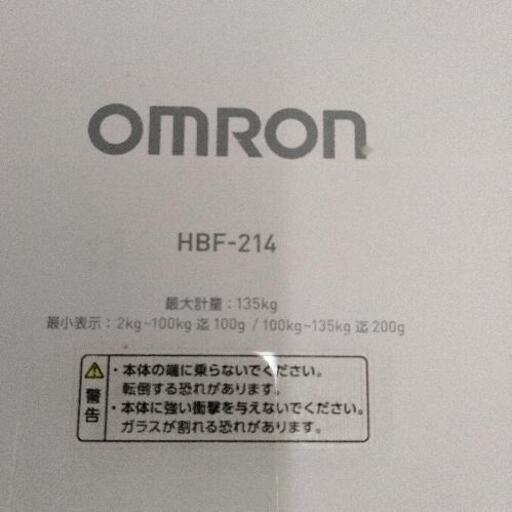 OMRON
HBF-214
最大計量：135kg
最小表示：2kg~100kg 迄 100g / 100kg~135kg 迄 200g
警告
・本体の端に乗らないでください。
転倒する恐れがあります。
・本体に強い衝撃を与えないでください。
ガラスが割れる恐れがあります。